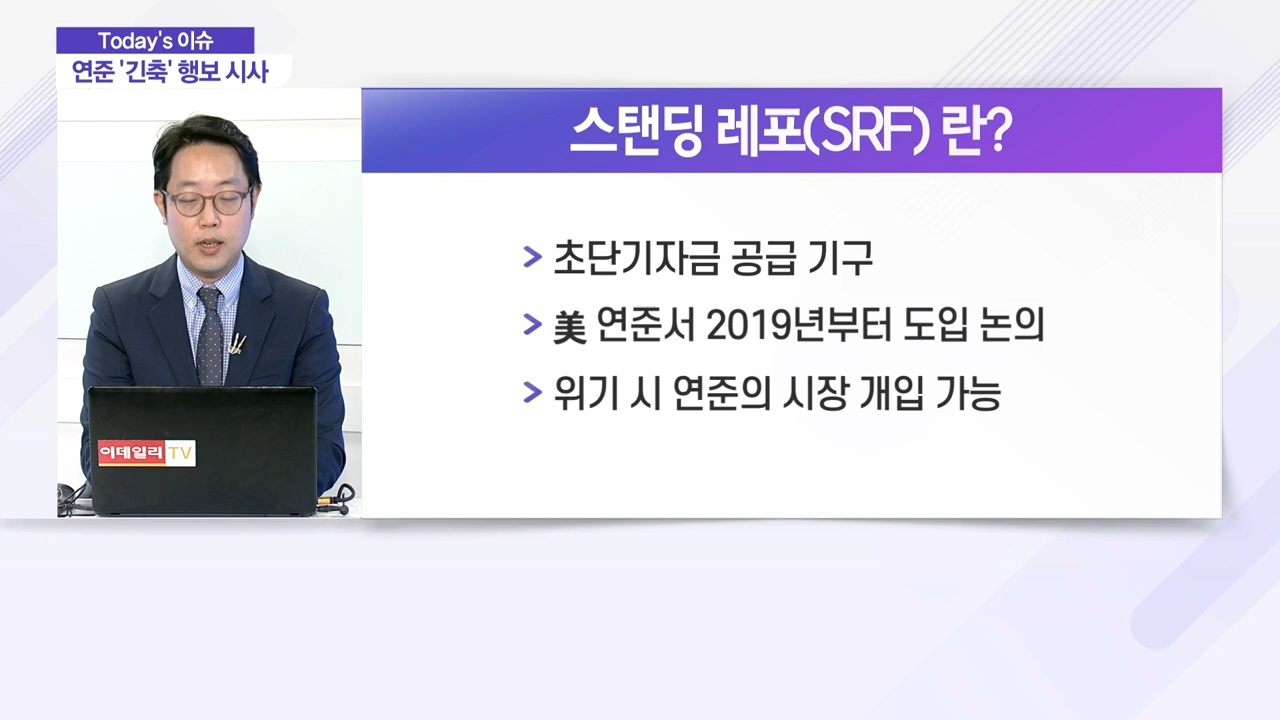 Today's 이슈
연준 '긴축' 행보 시사
스탠딩 레포(SRF) 란?
> 초단기자금 공급 기구
> 美 연준서 2019년부터 도입 논의
> 위기 시 연준의 시장 개입 가능
이데일리 TV